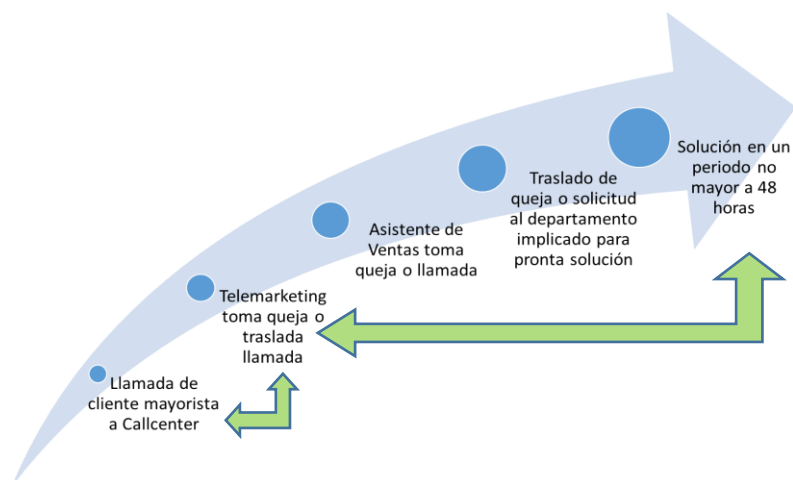 Llamada de
cliente mayorista
a Callcenter
Telemarketing
toma queja o
traslada
llamada
Asistente de
Ventas toma
queja o llamada
Traslado de
queja o solicitud
al departamento
implicado para
pronta solución
Solución en un
periodo no
mayor a 48
horas